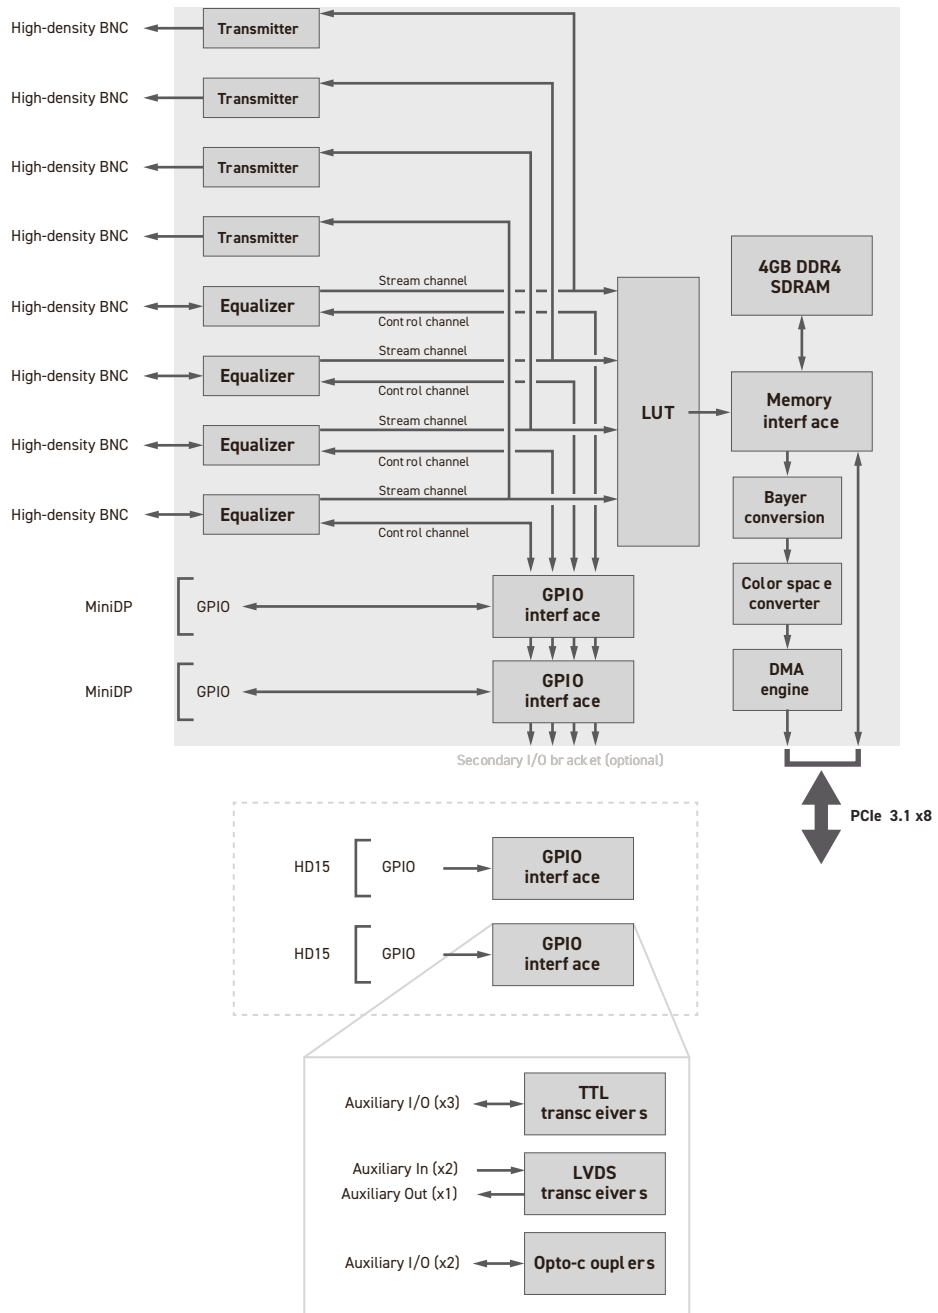 High-density BNC
Transmitter
High-density BNC
Transmitter
High-density BNC
Transmitter
High-density BNC
Transmitter
4GB DDR4
SDRAM
Stream channel
High-density BNC
Equalizer
Control channel
Stream channel
High-density BNC
Equalizer
Control channel
LUT
Memory
interface
Stream channel
High-density BNC
Equalizer
Control channel
Stream channel
High-density BNC
Equalizer
Control channel
Bayer
conversion
Color space
converter
MiniDP
GPIO
GPIO
interface
MiniDP
GPIO
GPIO
interface
DMA
engine
Secondary I/O bracket (optional)
PCIe 3.1 x8
HD15
GPIO
GPIO
interface
HD15
GPIO
GPIO
interface
Auxiliary I/O (x3)
TTL
transceivers
Auxiliary In (x2)
Auxiliary Out (x1)
LVDS
transceivers
Auxiliary I/O (x2)
Opto-couplers